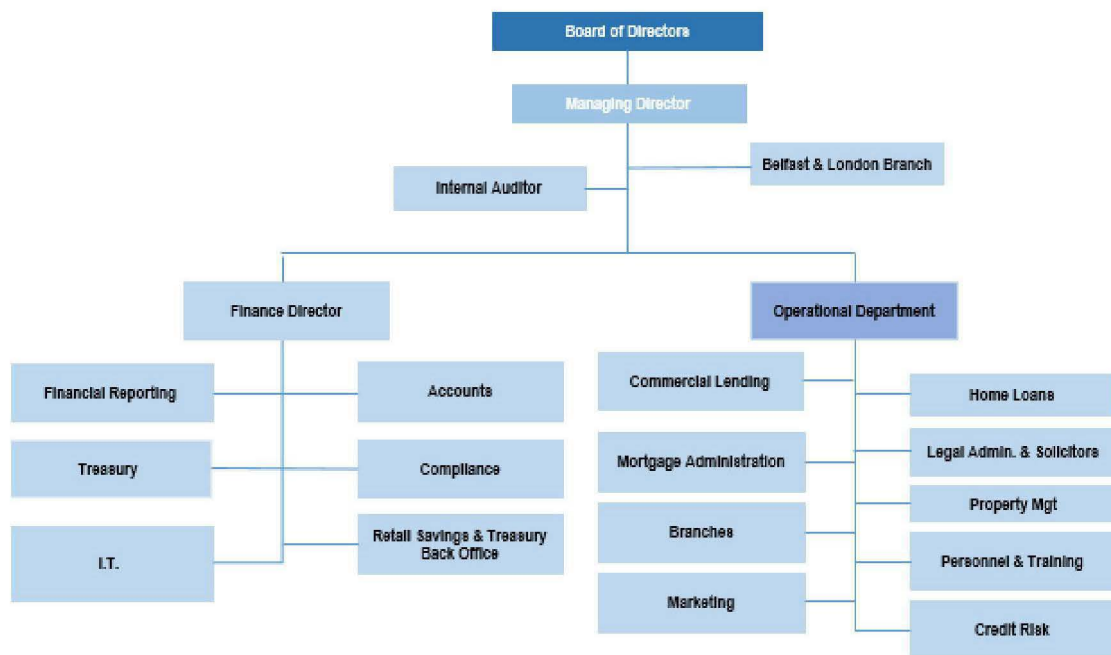 Board of Directors
Managing Director
Belfast & London Branch
Internal Auditor
Finance Director
Operational Department
Financial Reporting
Accounts
Commercial Lending
Home Loans
Treasury
Compliance
Mortgage Administration
Legal Admin. & Solicitors
Property Mgt
I.T.
Retail Savings & Treasury
Back Office
Branches
Personnel & Training
Marketing
Credit Risk